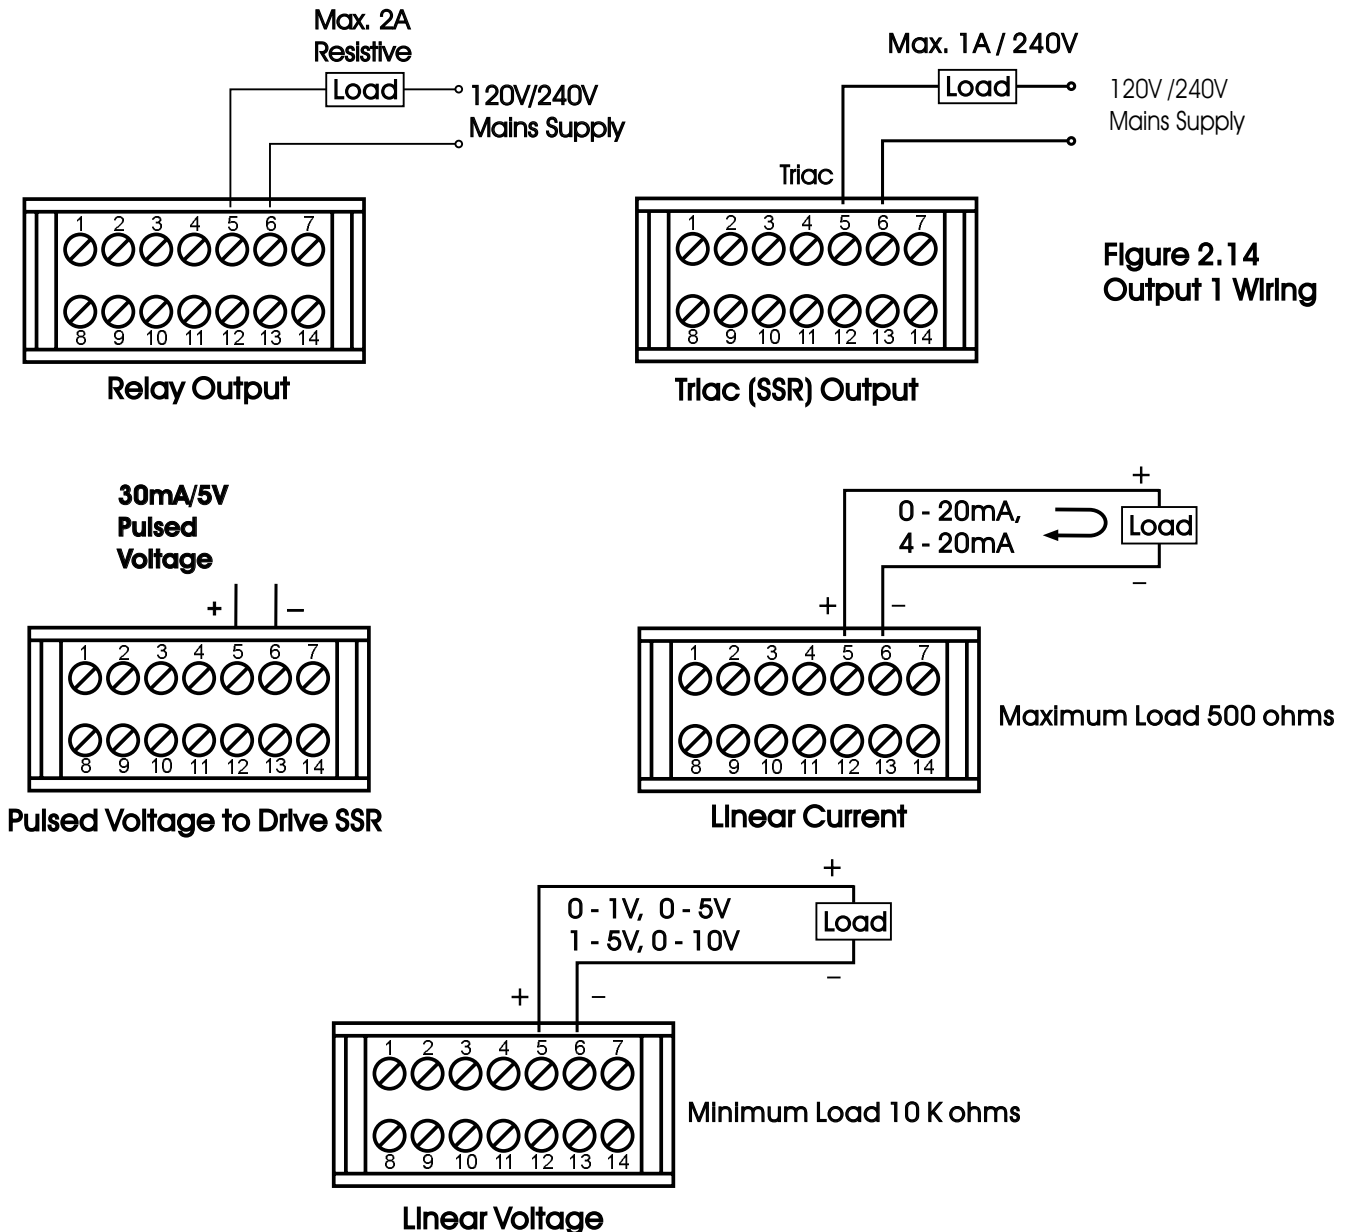 Max. 2A
Resistive
Load
120V/240V
Mains Supply
1 2 3 4 5 6 7
8 9 10 11 12 13 14
Relay Output
Max. 1A / 240V
Load
120V /240V
Mains Supply
Triac
1 2 3 4 5 6 7
8 9 10 11 12 13 14
Triac (SSR) Output
Figure 2.14
Output 1 Wiring
30mA/5V
Pulsed
Voltage
+ –
1 2 3 4 5 6 7
8 9 10 11 12 13 14
Pulsed Voltage to Drive SSR
+
0 - 20mA,
4 - 20mA
Load
–
+ –
1 2 3 4 5 6 7
8 9 10 11 12 13 14
Maximum Load 500 ohms
Linear Current
+
0 - 1V, 0 - 5V
1 - 5V, 0 - 10V
Load
–
+ –
1 2 3 4 5 6 7
8 9 10 11 12 13 14
Minimum Load 10 K ohms
Linear Voltage